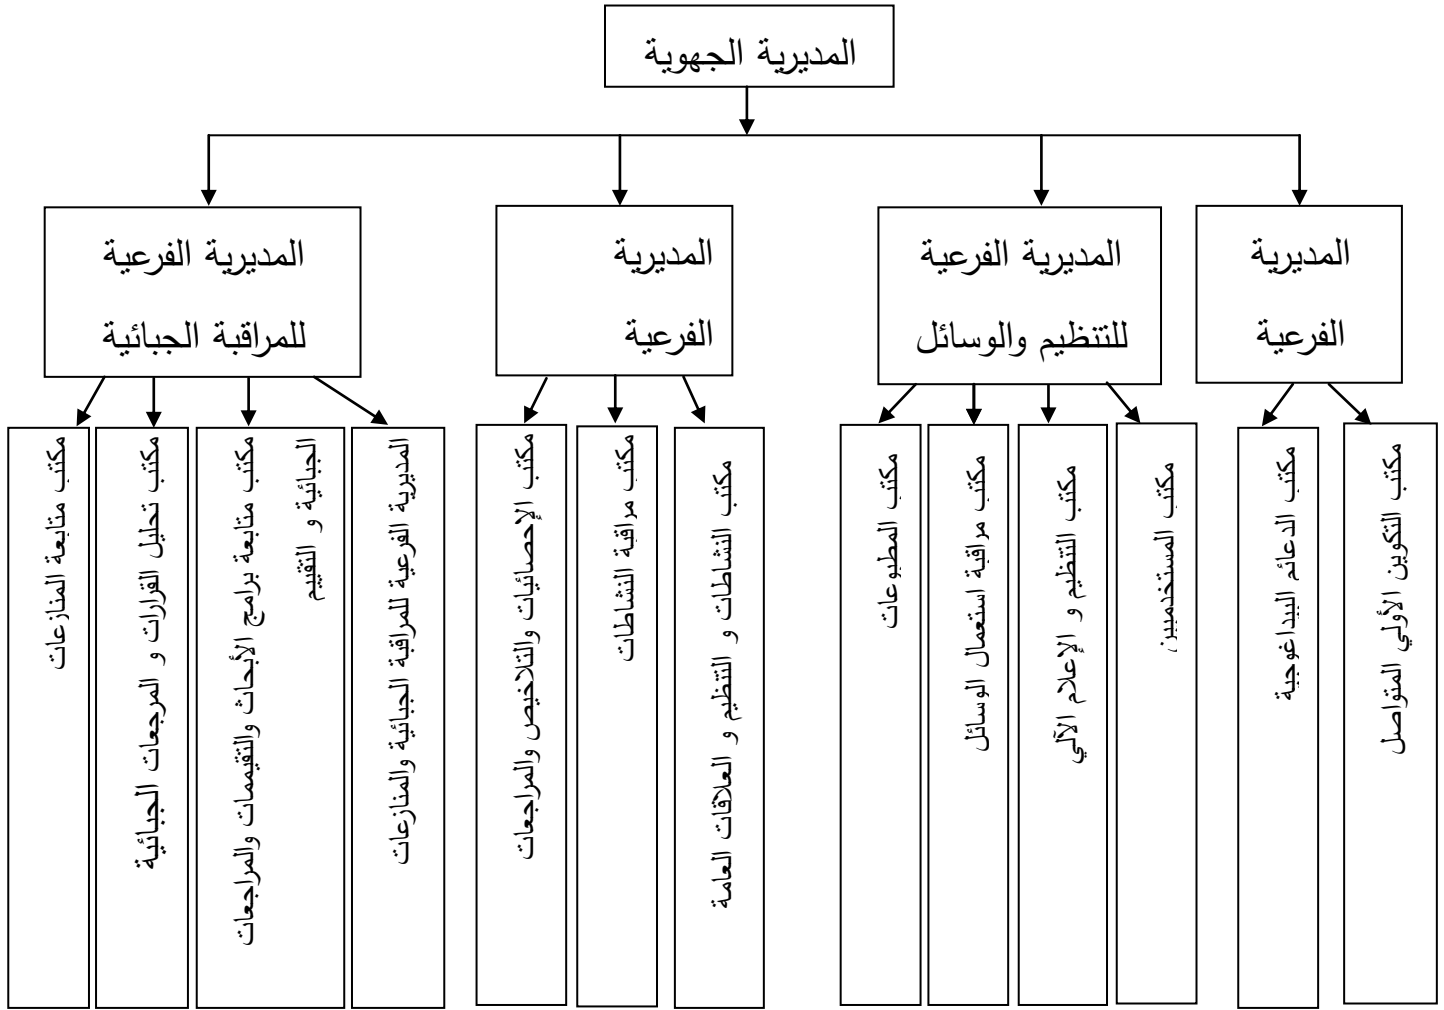 المديرية الجهوية
المديرية
الفرعية
المديرية الفرعية
للتنظيم والوسائل
المديرية
الفرعية
المديرية الفرعية
للمراقبة الجبائية
مكتب التكوين الأولي المتواصل
مكتب الدعائم البيداغوجية
مكتب المستخدميين
مكتب التنظيم و الإعلام الآلي
مكتب مراقبة استعمال الوسائل
مكتب المطبوعات
مكتب النشاطات و التنظيم و العلاقات العامة
مكتب مراقبة النشاطات
مكتب الإحصائيات والتلاخيص والمراجعات
المديرية الفرعية للمراقبة الجبائية والمنازعات
الجبائية و التقييم
مكتب متابعة برامج الأبحاث والتقيممات والمراجعات
مكتب تحليل القرارات و المرجعات الجبائية
مكتب متابعة المنازعات